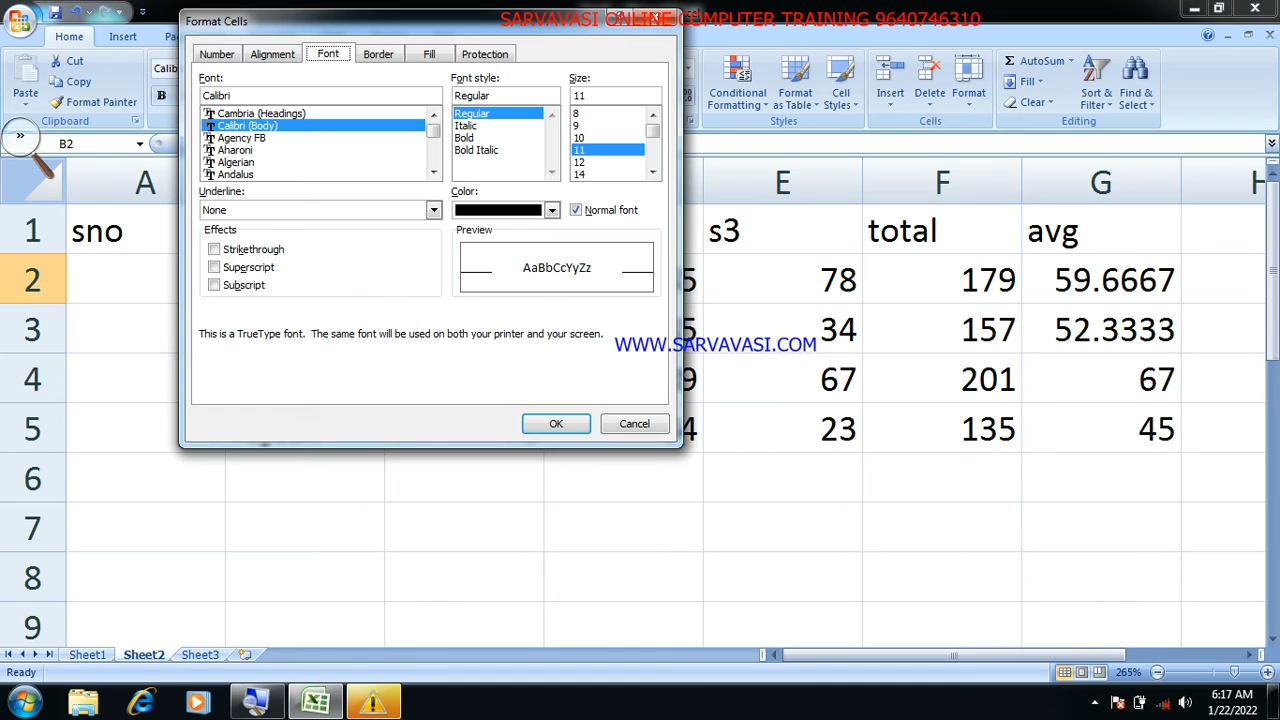 Format Cells
SARVAVASI ONLINE COMPUTER TRAINING 9640746310
Home
Insert
Pa
Cut
Copy
Format Painter
Paste
Clipboard
Calib
B
Number
Alignment
Font
Border
Fill
Protection
Font:
Font style:
Size:
Calibri
Regular
11
Cambria (Headings)
Calibri (Body)
Agency FB
Aharoni
Algerian
Andalus
Regular
Italic
Bold
Bold Italic
8
9
10
11
12
14
Underline:
Color:
None
Normal font
Effects
Strikethrough
Superscript
Subscript
Preview
AaBbCcYyZz
This is a TrueType font.  The same font will be used on both your printer and your screen.
WWW.SARVAVASI.COM
OK
Cancel
Conditional Formatting
Format as Table
Cell Styles
Styles
Insert
Delete
Format
Cells
Σ AutoSum
Fill
Clear
Sort & Filter
Find & Select
Editing
B2
A E F G H
1 sno s3 total avg
2 5 78 179 59.6667
3 5 34 157 52.3333
4 9 67 201 67
5 4 23 135 45
6
7
8
9
Sheet1
Sheet2
Sheet3
Ready
265%
6:17 AM
1/22/2022